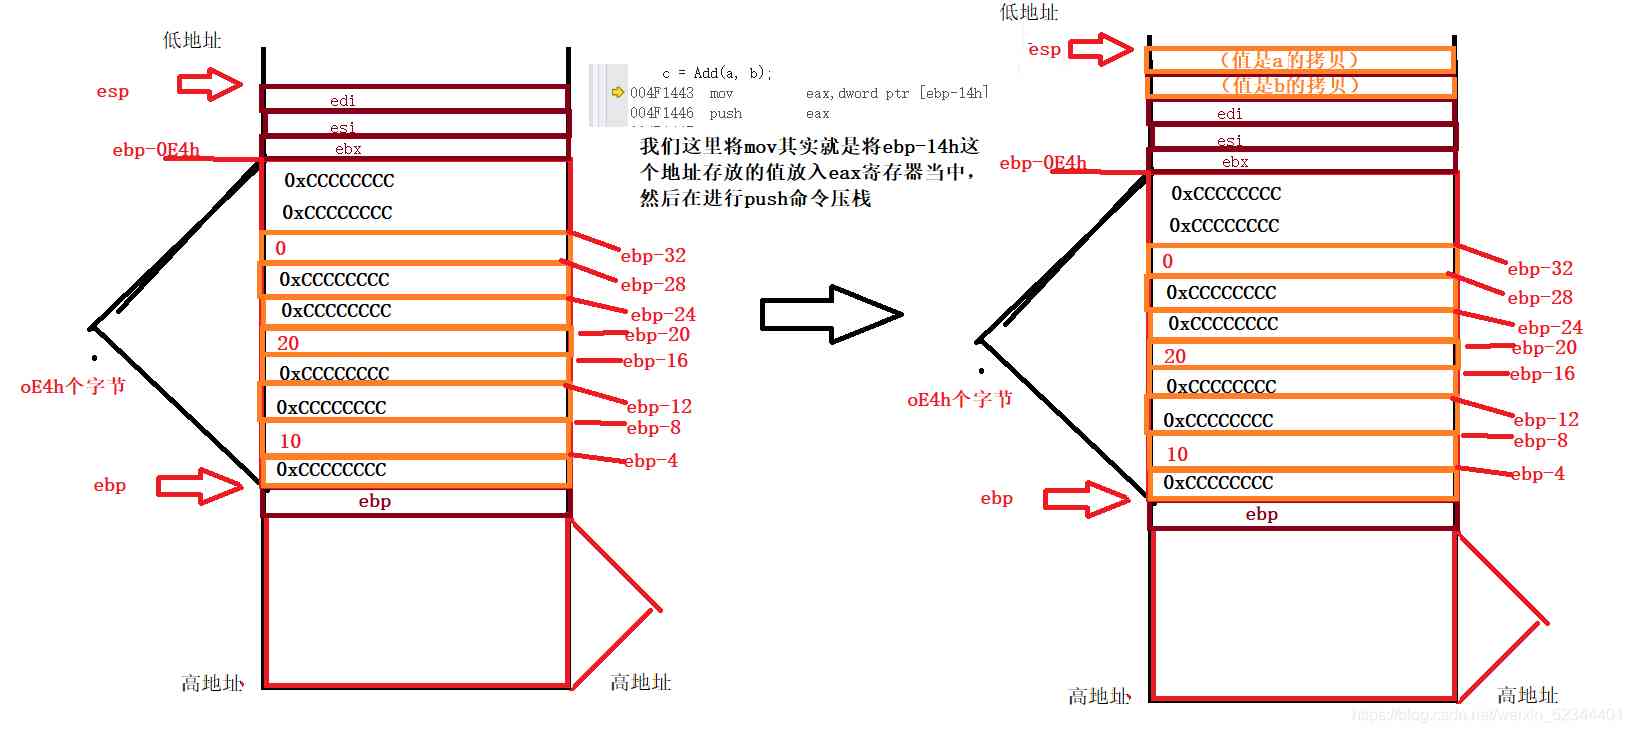 低地址
esp
edi
esi
ebx
ebp-0E4h
0xCCCCCCCC
0xCCCCCCCC
0
ebp-32
0xCCCCCCCC
ebp-28
0xCCCCCCCC
ebp-24
20
ebp-20
0xCCCCCCCC
ebp-16
oE4h个字节
0xCCCCCCCC
ebp-12
10
ebp-8
0xCCCCCCCC
ebp-4
ebp
ebp
高地址
高地址
c = Add(a, b);
004F1443 mov eax,dword ptr [ebp-14h]
004F1446 push eax
我们这里将mov其实就是将ebp-14h这
个地址存放的值放入eax寄存器当中，
然后在进行push命令压栈
低地址
esp
（值是a的拷贝）
（值是b的拷贝）
edi
esi
ebx
ebp-0E4h
0xCCCCCCCC
0xCCCCCCCC
0
ebp-32
0xCCCCCCCC
ebp-28
0xCCCCCCCC
ebp-24
20
ebp-20
0xCCCCCCCC
ebp-16
oE4h个字节
0xCCCCCCCC
ebp-12
10
ebp-8
0xCCCCCCCC
ebp-4
ebp
ebp
高地址
高地址
https://blog.csdn.net/weixin_52344401